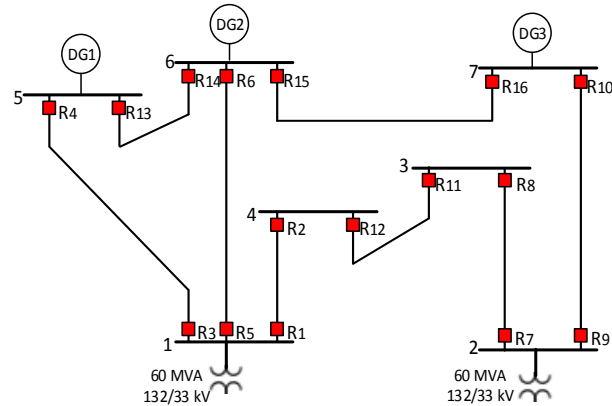 DG1
DG2
DG3
6
R14
R6
R15
7
R16
R10
5
R4
R13
3
R11
R8
4
R2
R12
1
R3
R5
R1
R7
2
R9
60 MVA
132/33 kV
60 MVA
132/33 kV